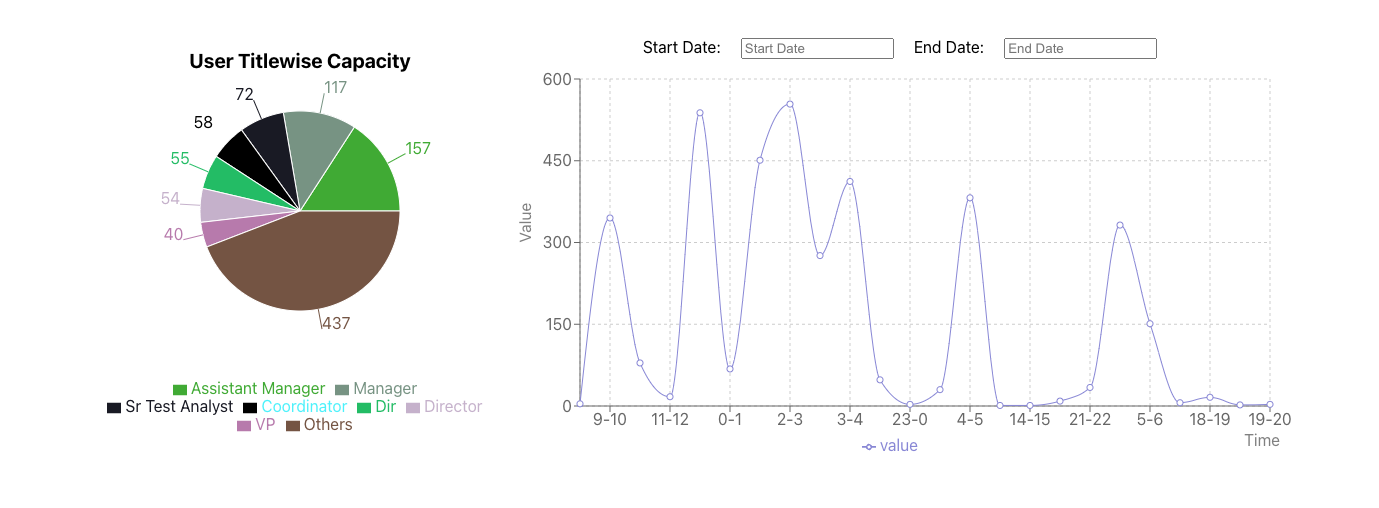 User Titlewise Capacity
117
72
58
157
55
54
40
437
Assistant Manager Manager
Sr Test Analyst Coordinator Dir Director
VP Others
Start Date: Start Date End Date: End Date
600
450
300
150
0
Value
9-10 11-12 0-1 2-3 3-4 23-0 4-5 14-15 21-22 5-6 18-19 19-20
Time
value